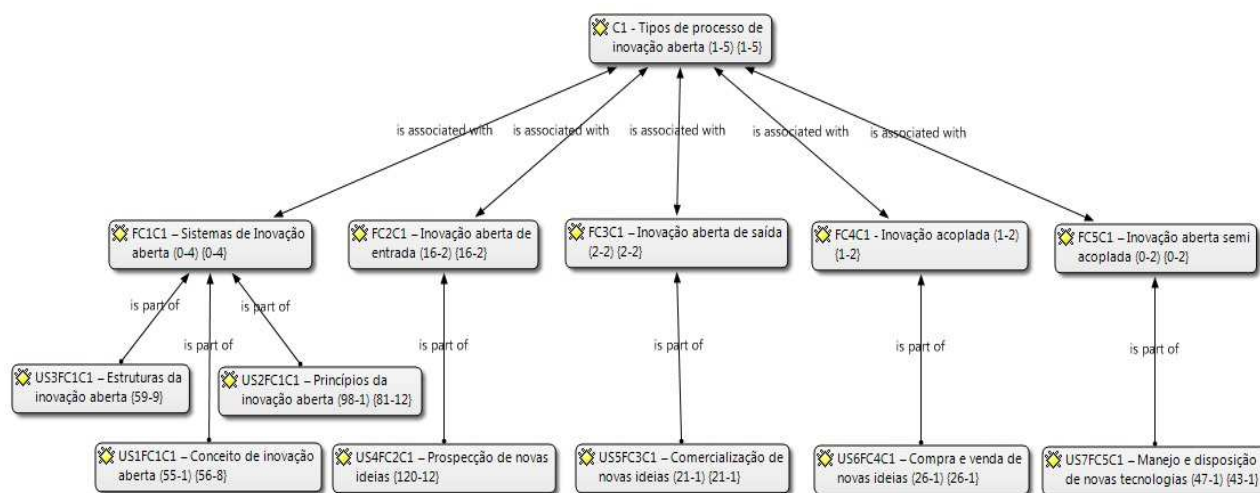 C1 - Tipos de processo de
inovação aberta (1-5) {1-5}
is associated with
is associated with
is associated with
is associated with
is associated with
FC1C1 – Sistemas de Inovação
aberta (0-4) {0-4}
FC2C1 – Inovação aberta de
entrada (16-2) {16-2}
FC3C1 – Inovação aberta de saída
(2-2) {2-2}
FC4C1 - Inovação acoplada (1-2)
{1-2}
FC5C1 – Inovação aberta semi
acoplada (0-2) {0-2}
is part of
is part of
is part of
is part of
is part of
is part of
is part of
US3FC1C1 – Estruturas da
inovação aberta {59-9}
US2FC1C1 – Princípios da
inovação aberta (98-1) {81-12}
US1FC1C1 – Conceito de inovação
aberta (55-1) {56-8}
US4FC2C1 – Prospecção de novas
ideias {120-12}
US5FC3C1 – Comercialização de
novas ideias (21-1) {21-1}
US6FC4C1 – Compra e venda de
novas ideias (26-1) {26-1}
US7FC5C1 – Manejo e disposição
de novas tecnologias (47-1) {43-1}